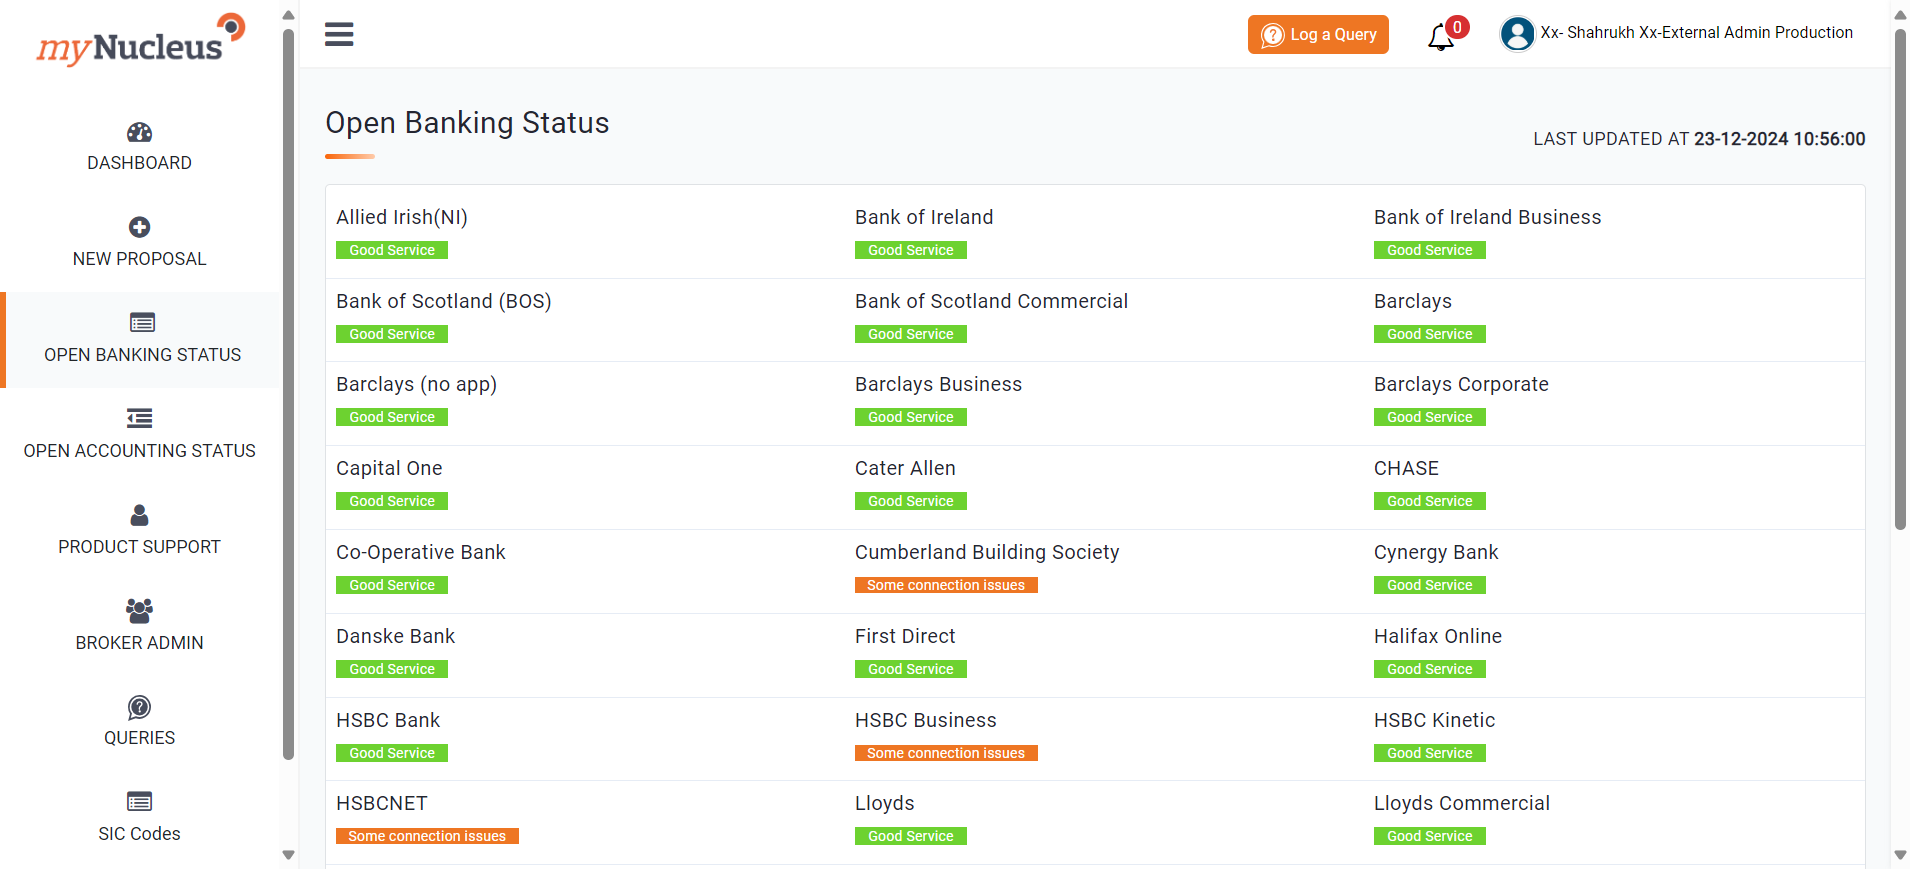 myNucleus
DASHBOARD
NEW PROPOSAL
OPEN BANKING STATUS
OPEN ACCOUNTING STATUS
PRODUCT SUPPORT
BROKER ADMIN
QUERIES
SIC Codes
Log a Query
0
Xx- Shahrukh Xx-External Admin Production
Open Banking Status
LAST UPDATED AT 23-12-2024 10:56:00
Allied Irish(NI) Bank of Ireland Bank of Ireland Business
Good Service Good Service Good Service
Bank of Scotland (BOS) Bank of Scotland Commercial Barclays
Good Service Good Service Good Service
Barclays (no app) Barclays Business Barclays Corporate
Good Service Good Service Good Service
Capital One Cater Allen CHASE
Good Service Good Service Good Service
Co-Operative Bank Cumberland Building Society Cynergy Bank
Good Service Some connection issues Good Service
Danske Bank First Direct Halifax Online
Good Service Good Service Good Service
HSBC Bank HSBC Business HSBC Kinetic
Good Service Some connection issues Good Service
HSBCNET Lloyds Lloyds Commercial
Some connection issues Good Service Good Service